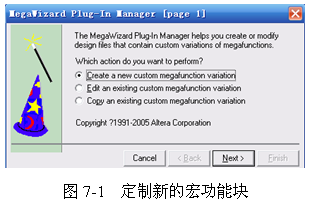 MegaWizard Plug-In Manager [page 1]
The MegaWizard Plug-In Manager helps you create or modify
design files that contain custom variations of megafunctions.
Which action do you want to perform?
Create a new custom megafunction variation
Edit an existing custom megafunction variation
Copy an existing custom megafunction variation
Copyright ?1991-2005 Altera Corporation
Cancel
< Back
Next >
Finish
图 7-1 定制新的宏功能块